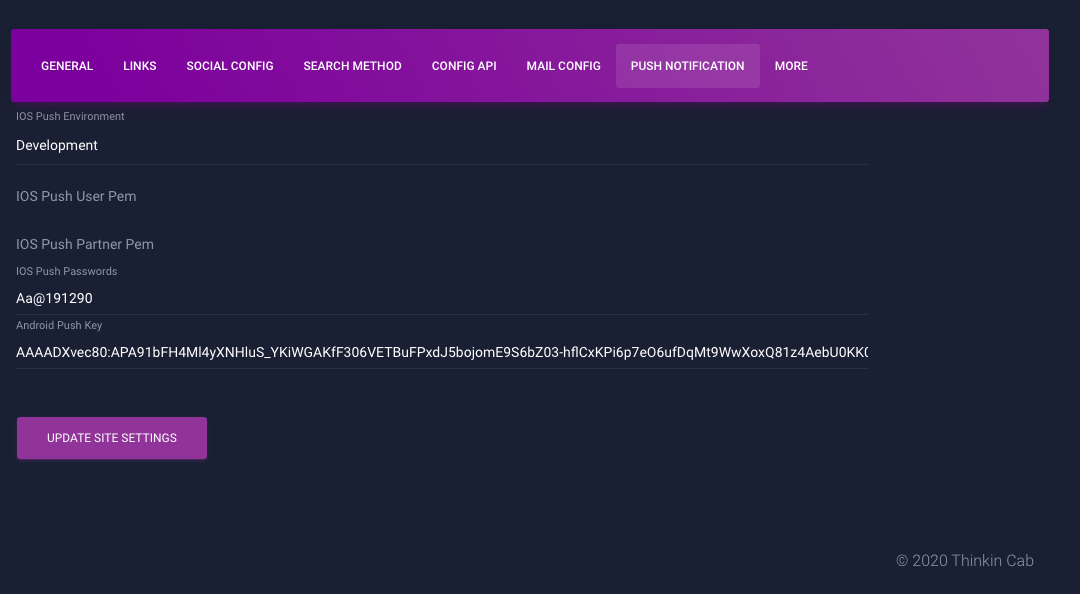 GENERAL LINKS SOCIAL CONFIG SEARCH METHOD CONFIG API MAIL CONFIG PUSH NOTIFICATION MORE
IOS Push Environment
Development
IOS Push User Pem
IOS Push Partner Pem
IOS Push Passwords
Aa@191290
Android Push Key
AAAADXvec80:APA91bFH4Ml4yXNHluS_YKiWGAKfF306VETBuFPxdJ5bojomE9S6bZ03-hflCxKPi6p7eO6ufDqMt9WwXoxQ81z4AebU0KK
UPDATE SITE SETTINGS
© 2020 Thinkin Cab